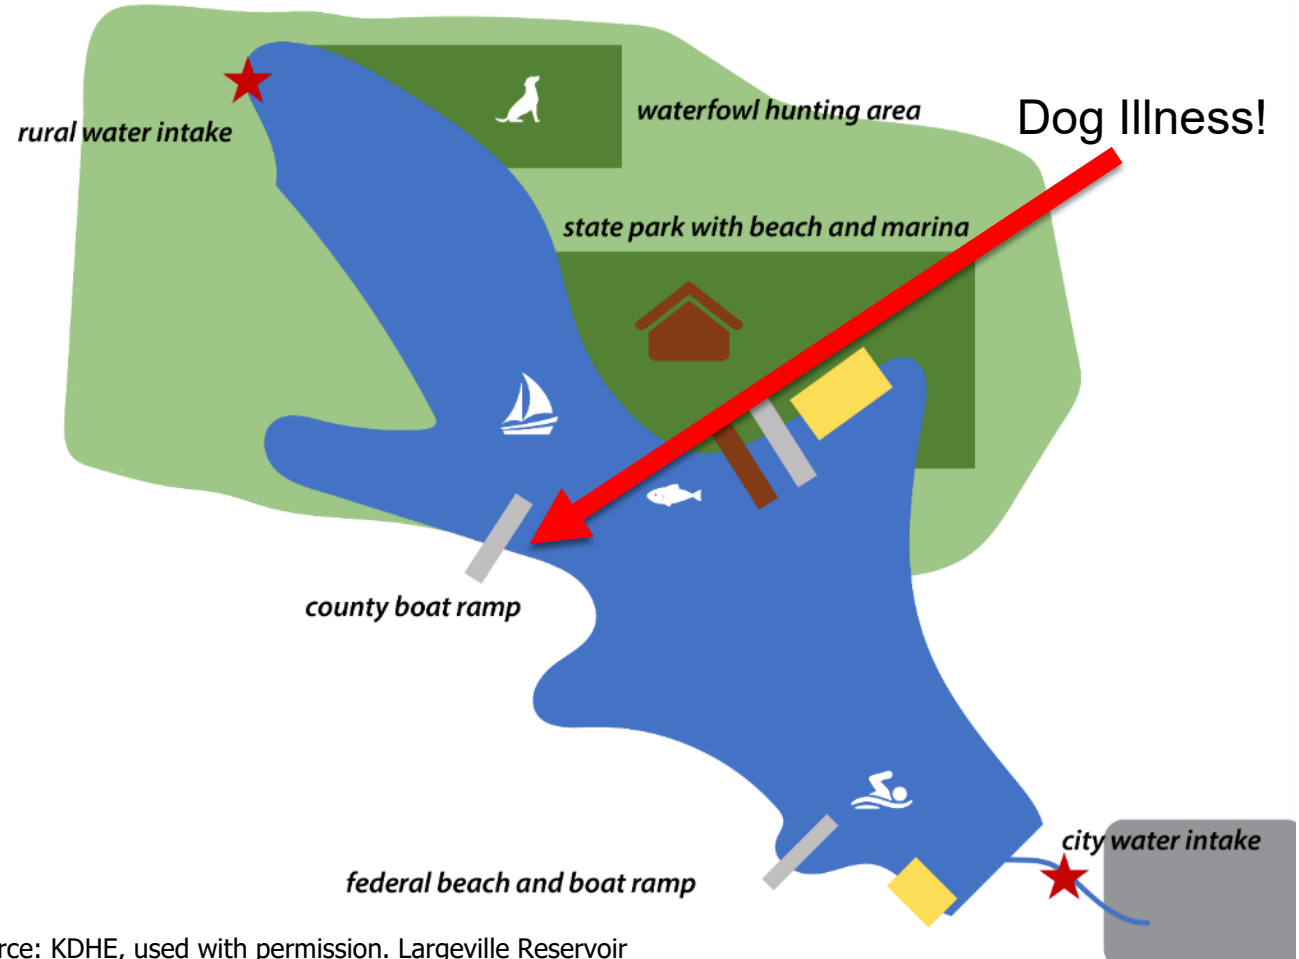 waterfowl hunting area
Dog Illness!
rural water intake
state park with beach and marina
county boat ramp
city water intake
federal beach and boat ramp
rce: KDHE, used with permission. Largeville Reservoir